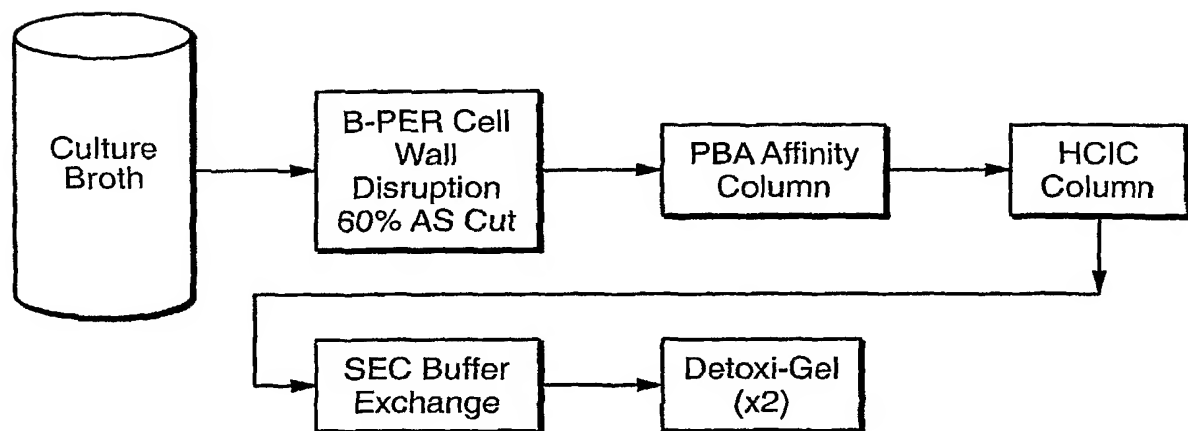 Culture
Broth
B-PER Cell
Wall
Disruption
60% AS Cut
PBA Affinity
Column
HCIC
Column
SEC Buffer
Exchange
Detoxi-Gel
(x2)